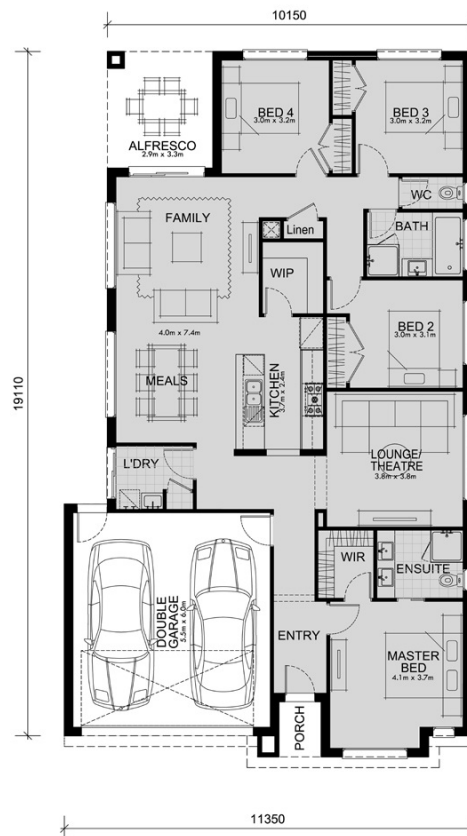 10150
BED 4
3.0m x 3.2m
BED 3
3.0m x 3.2m
ALFRESCO
2.9m x 3.3m
WC
FAMILY
Linen
BATH
WIP
4.0m x 7.4m
BED 2
3.0m x 3.1m
MEALS
KITCHEN
3.7m x 2.4m
19110
L'DRY
LOUNGE/
THEATRE
3.8m x 3.8m
WIR
ENSUITE
DOUBLE
GARAGE
5.5m x 6.0m
ENTRY
MASTER
BED
4.1m x 3.7m
PORCH
11350